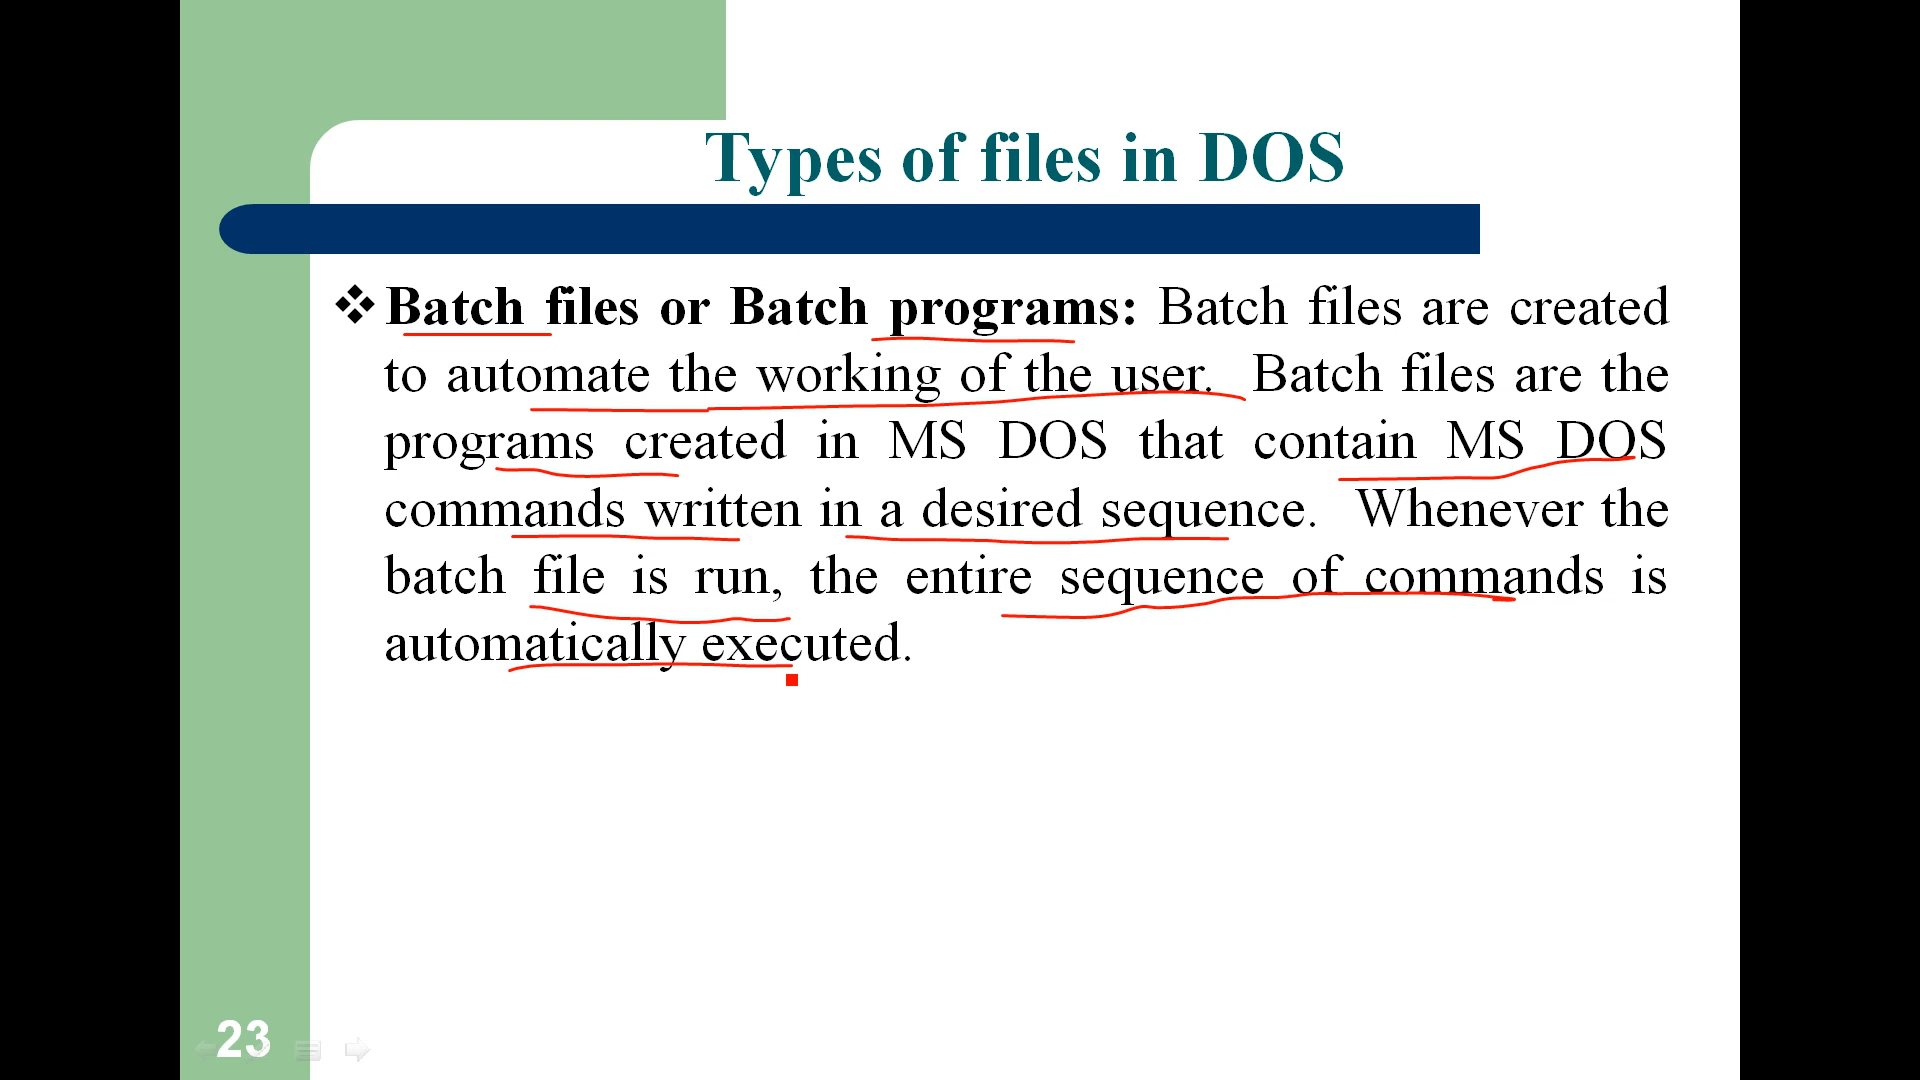 Types of files in DOS
❖ Batch files or Batch programs: Batch files are created
to automate the working of the user. Batch files are the
programs created in MS DOS that contain MS DOS
commands written in a desired sequence. Whenever the
batch file is run, the entire sequence of commands is
automatically executed.
23